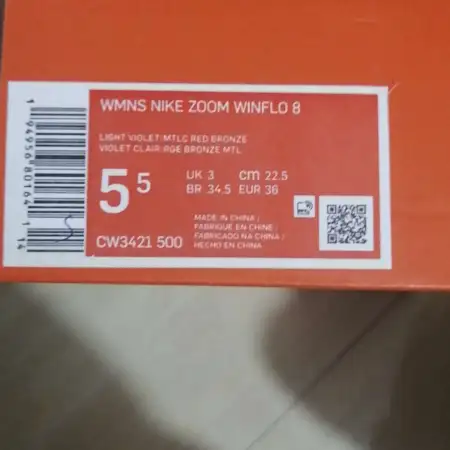 WMNS NIKE ZOOM WINFLO 8
LIGHT VIOLET/MTLC RED BRONZE
VIOLET CLAIR/RGE BRONZE MTL
5 5
UK 3 cm 22.5
BR 34.5 EUR 36
MADE IN CHINA /
FABRIQUE EN CHINE /
FABRICADO NA CHINA /
HECHO EN CHINA
CW3421 500